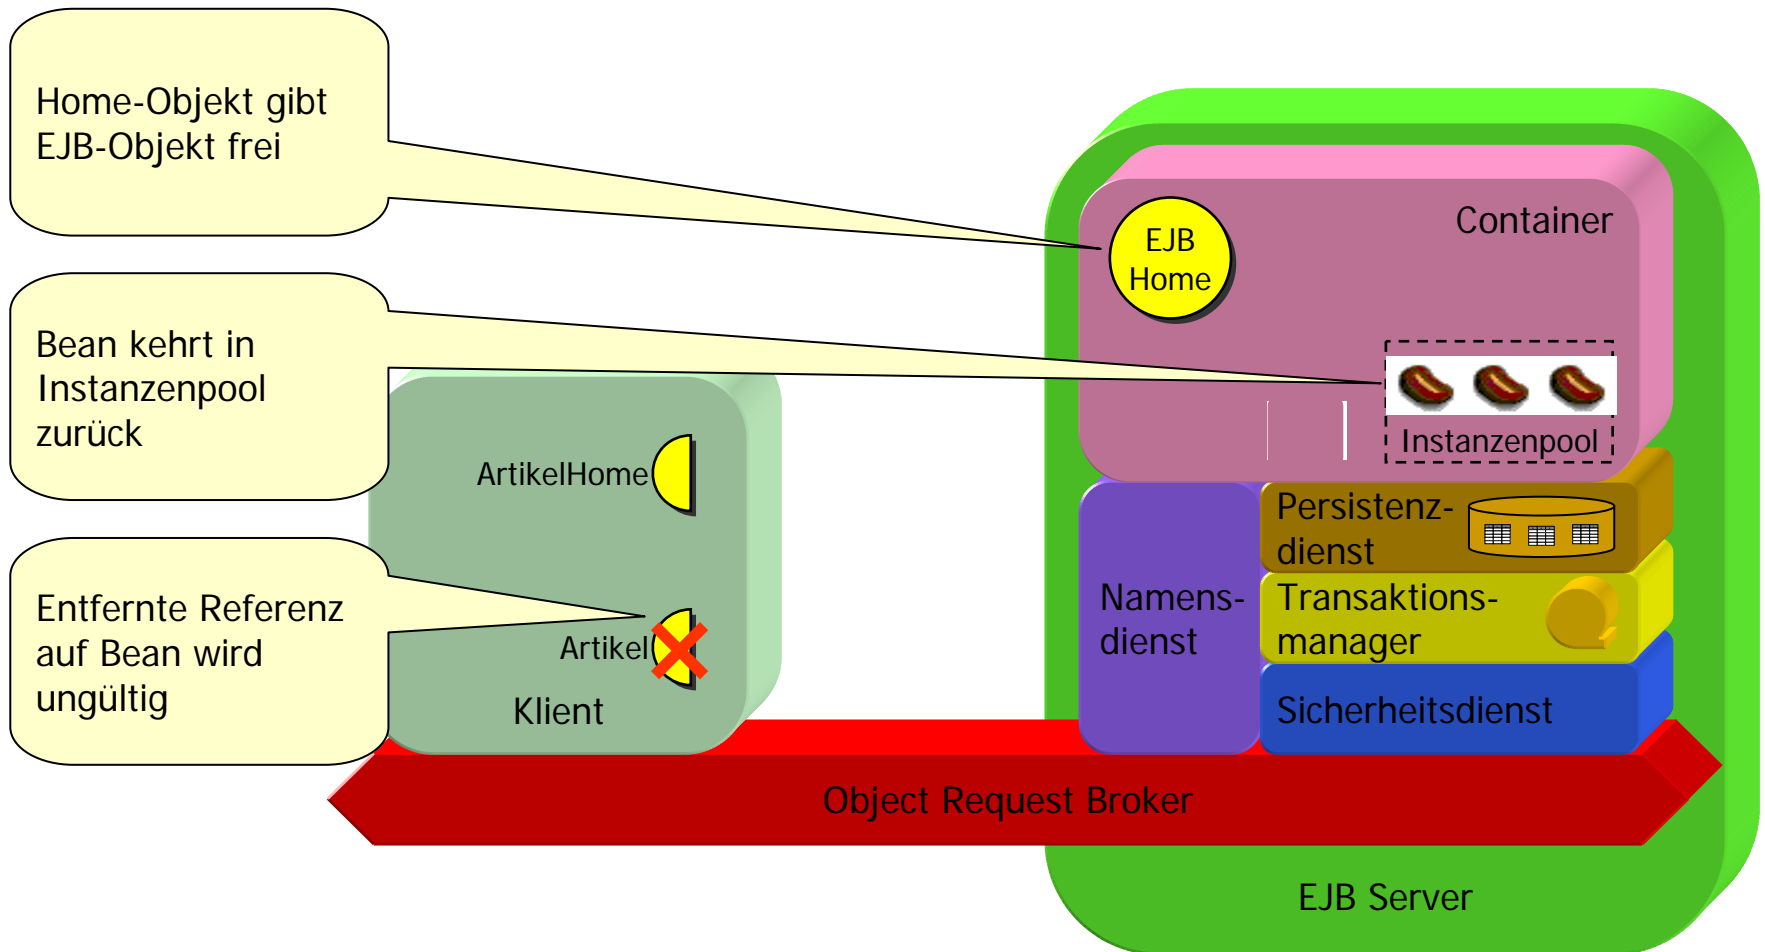 Home-Objekt gibt
EJB-Objekt frei
Bean kehrt in
Instanzenpool
zurück
Entfernte Referenz
auf Bean wird
ungültig
ArtikelHome
Artikel
Klient
EJB
Home
Container
Instanzenpool
Persistenz-
dienst
Namens-
dienst
Transaktions-
manager
Sicherheitsdienst
Object Request Broker
EJB Server